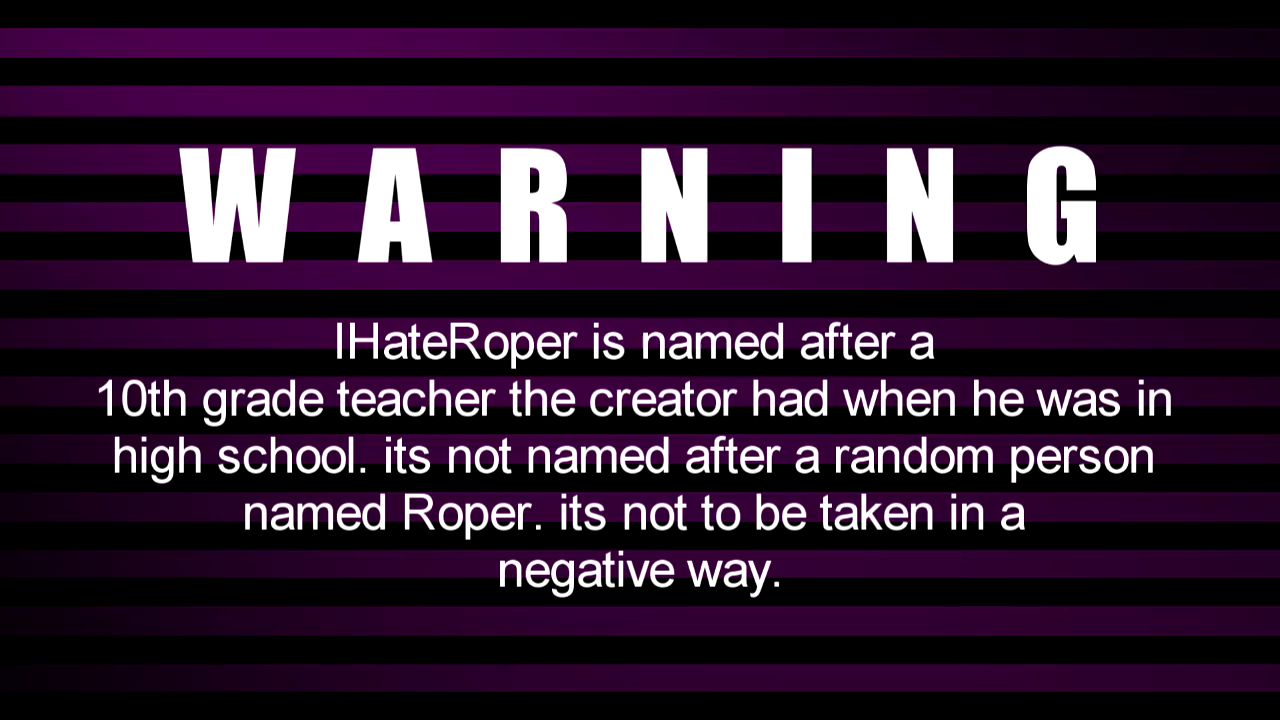 WARNING
IHateRoper is named after a
10th grade teacher the creator had when he was in
high school. its not named after a random person
named Roper. its not to be taken in a
negative way.